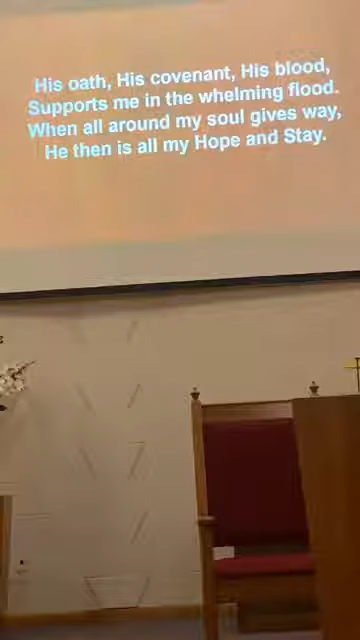 His oath, His covenant, His blood,
Supports me in the whelming flood.
When all around my soul gives way,
He then is all my Hope and Stay.